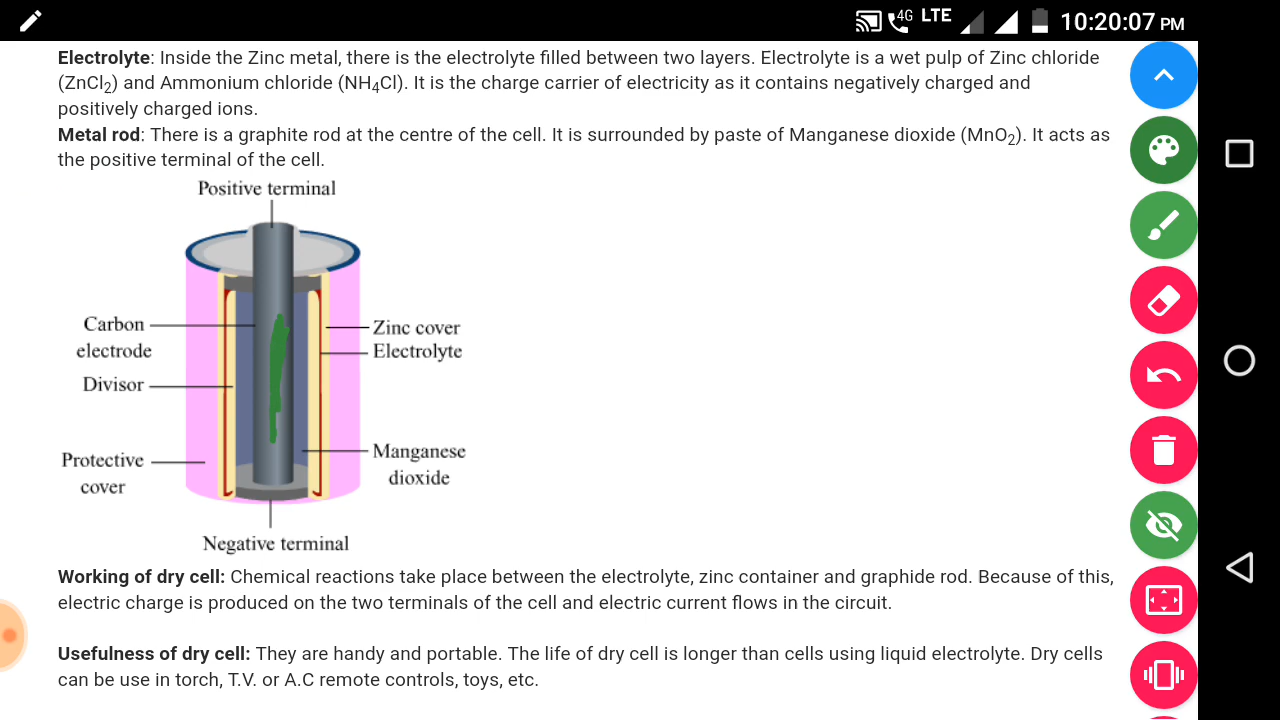 4G LTE 10:20:07 PM
Electrolyte: Inside the Zinc metal, there is the electrolyte filled between two layers. Electrolyte is a wet pulp of Zinc chloride
(ZnCl₂) and Ammonium chloride (NH₄Cl). It is the charge carrier of electricity as it contains negatively charged and
positively charged ions.
Metal rod: There is a graphite rod at the centre of the cell. It is surrounded by paste of Manganese dioxide (MnO₂). It acts as
the positive terminal of the cell.
Positive terminal
Carbon
electrode
Divisor
Protective
cover
Zinc cover
Electrolyte
Manganese
dioxide
Negative terminal
Working of dry cell: Chemical reactions take place between the electrolyte, zinc container and graphide rod. Because of this,
electric charge is produced on the two terminals of the cell and electric current flows in the circuit.
Usefulness of dry cell: They are handy and portable. The life of dry cell is longer than cells using liquid electrolyte. Dry cells
can be use in torch, T.V. or A.C remote controls, toys, etc.